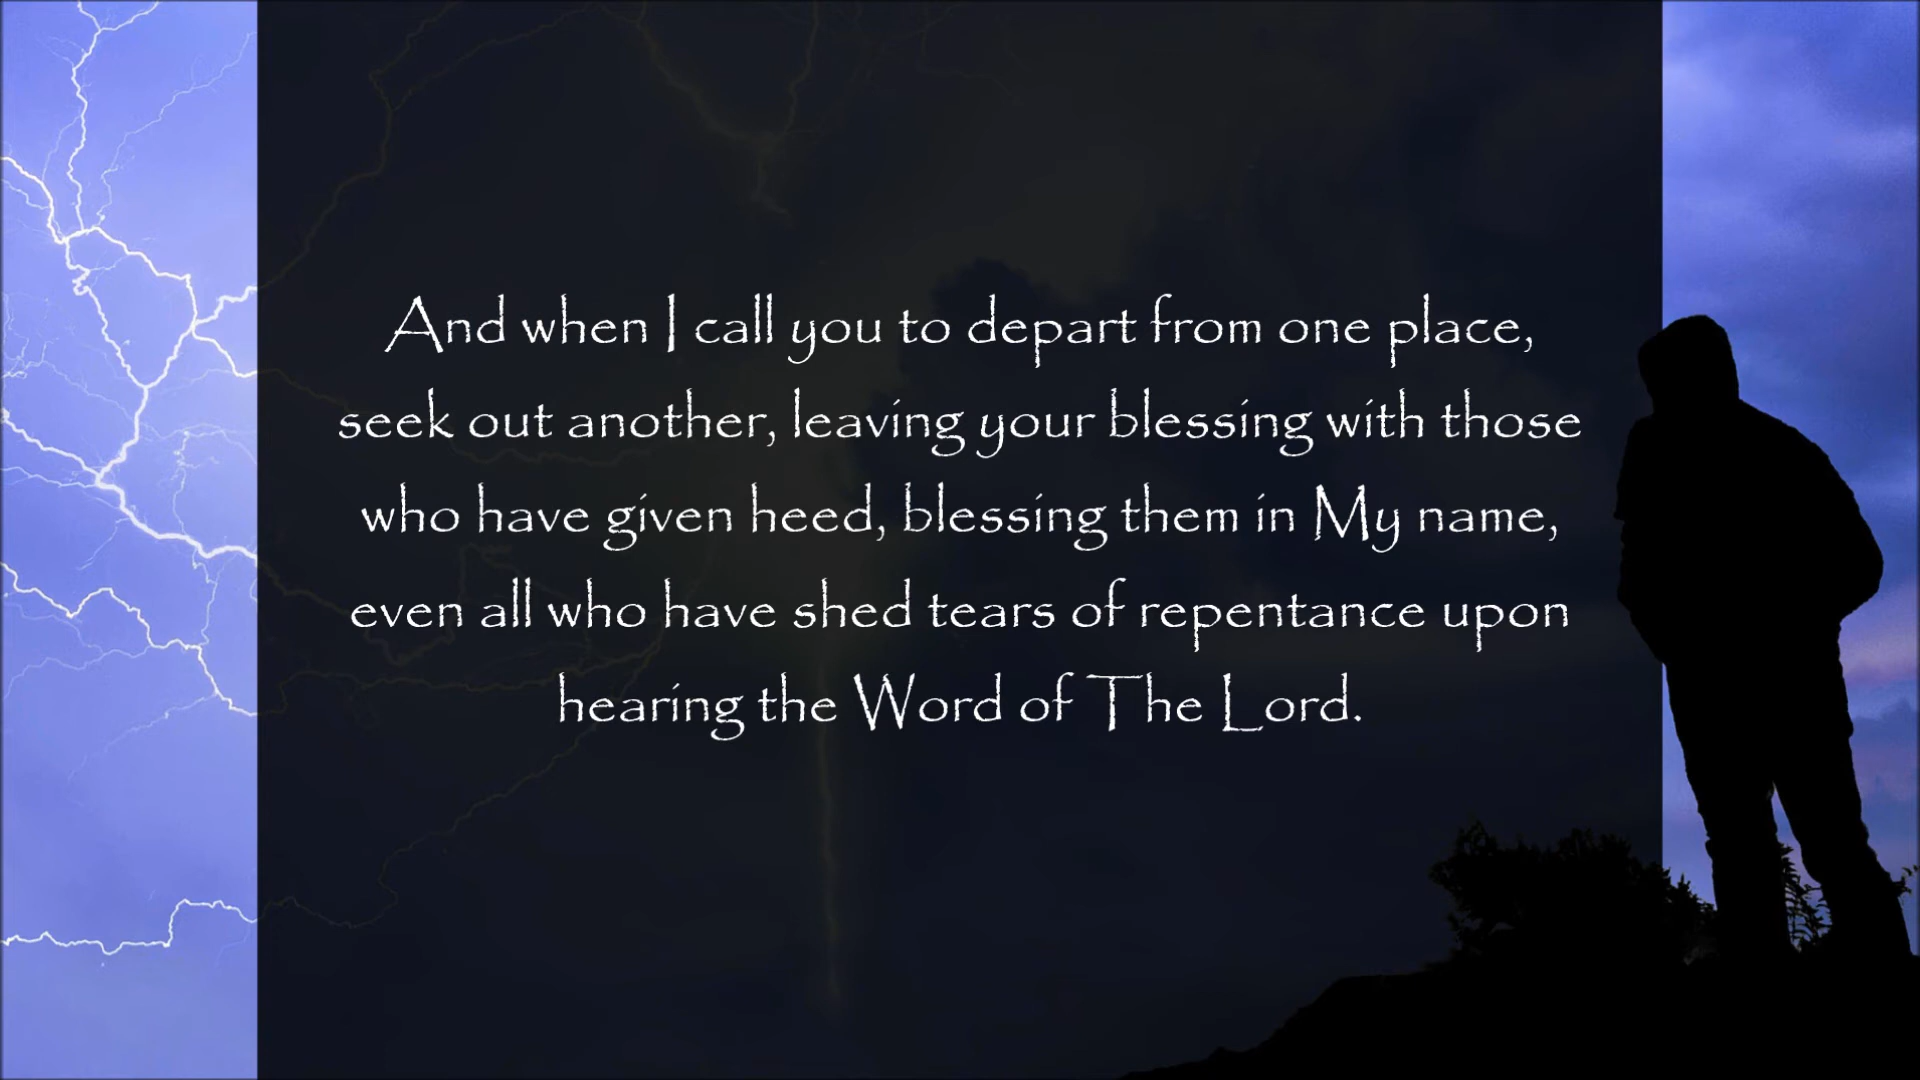 And when I call you to depart from one place,
seek out another, leaving your blessing with those
who have given heed, blessing them in My name,
even all who have shed tears of repentance upon
hearing the Word of The Lord.